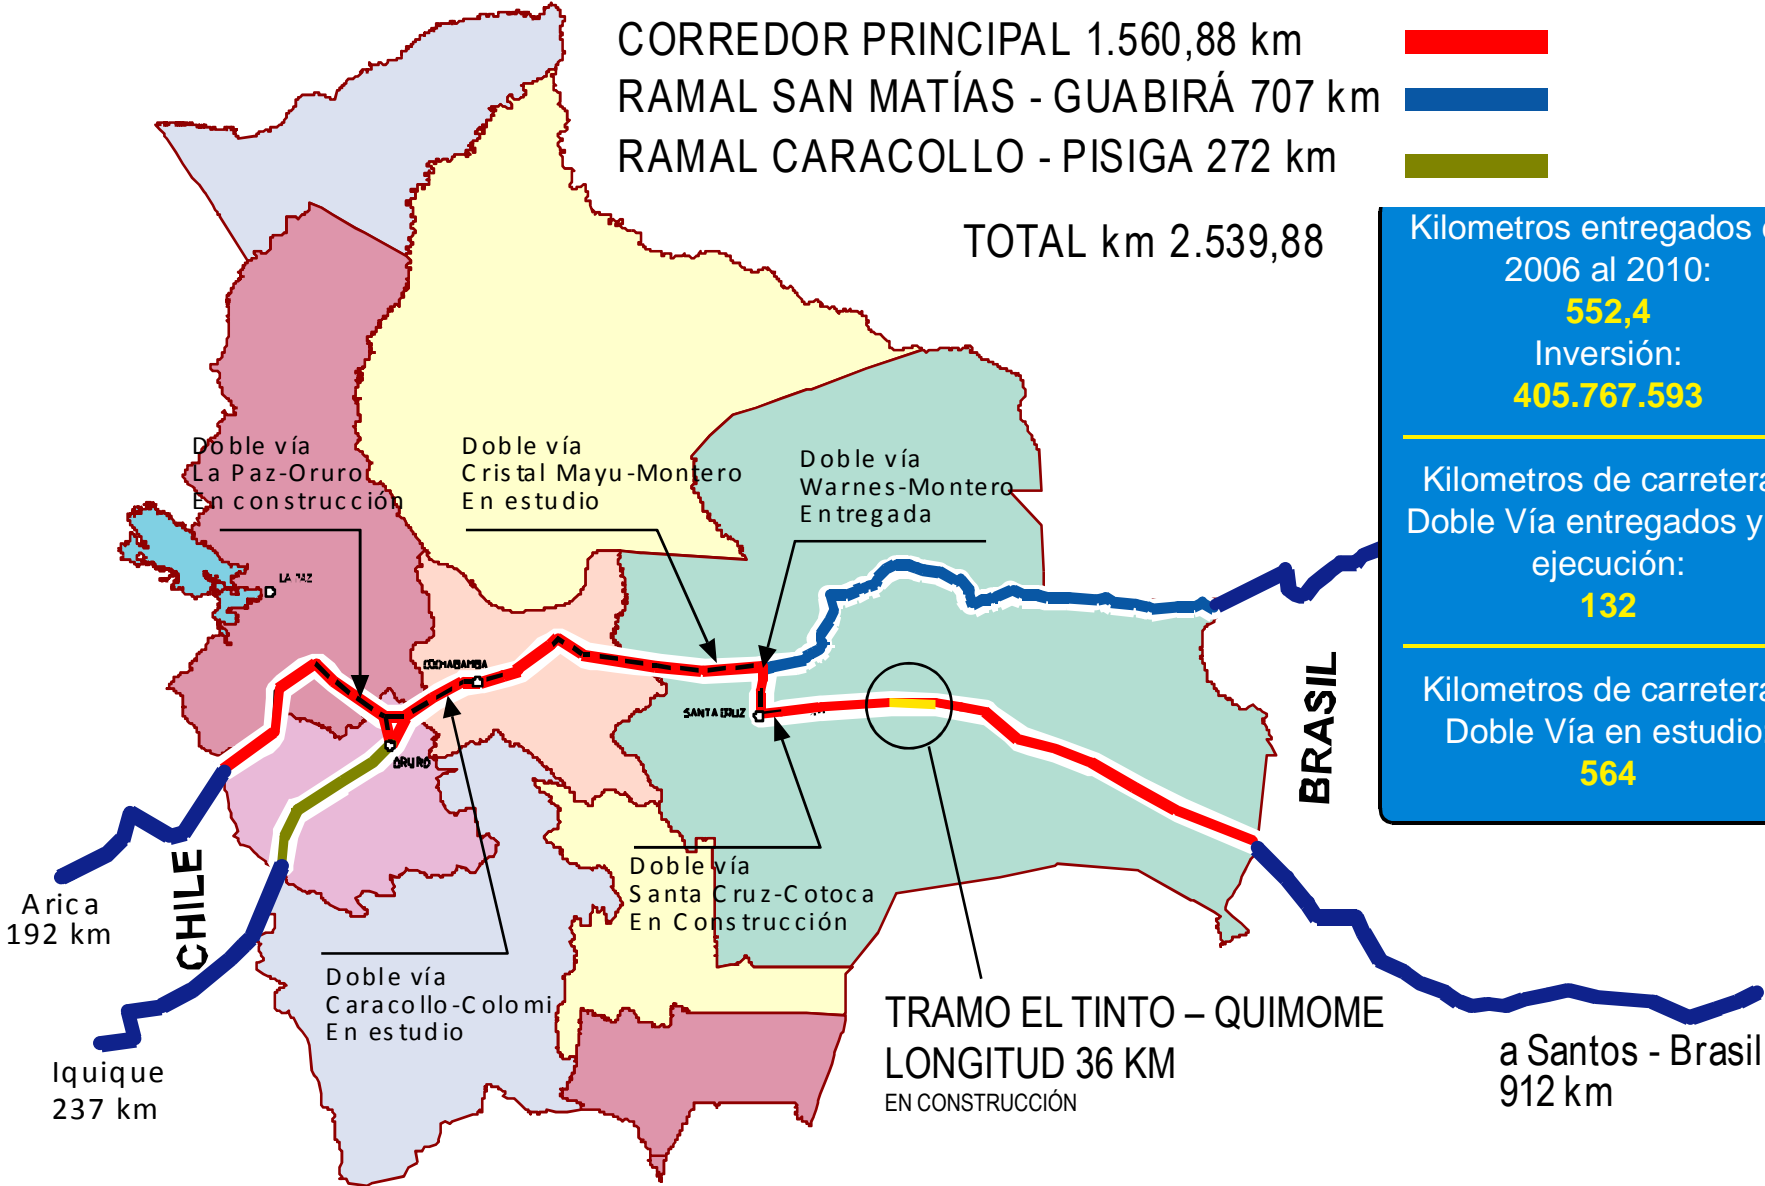 CORREDOR PRINCIPAL 1.560,88 km
RAMAL SAN MATÍAS - GUABIRÁ 707 km
RAMAL CARACOLLO - PISIGA 272 km
TOTAL km 2.539,88
Kilometros entregados
2006 al 2010:
552,4
Inversión:
405.767.593
Kilometros de carretera
Doble Vía entregados y
ejecución:
132
Kilometros de carretera
Doble Vía en estudio
564
Doble vía
La Paz-Oruro
En construcción
Doble vía
Cristal Mayu-Montero
En estudio
Doble vía
Warnes-Montero
Entregada
LA PAZ
COCHABAMBA
SANTA CRUZ
ORURO
BRASIL
CHILE
Arica
192 km
Iquique
237 km
Doble vía
Santa Cruz-Cotoca
En Construcción
Doble vía
Caracollo-Colomi
En estudio
TRAMO EL TINTO – QUIMOME
LONGITUD 36 KM
EN CONSTRUCCIÓN
a Santos - Brasil
912 km